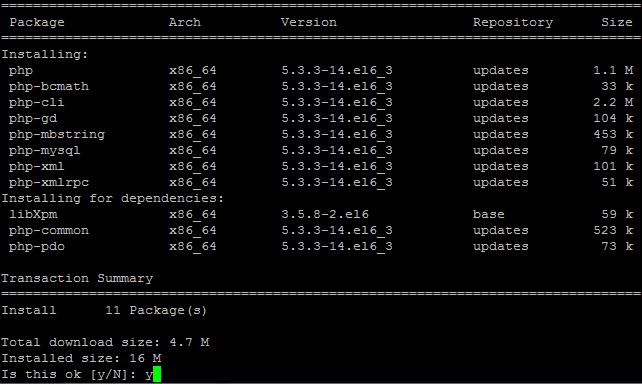 ================================================================================
 Package             Arch          Version                 Repository       Size
================================================================================
Installing:
 php                 x86_64        5.3.3-14.el6_3          updates         1.1 M
 php-bcmath          x86_64        5.3.3-14.el6_3          updates          33 k
 php-cli             x86_64        5.3.3-14.el6_3          updates         2.2 M
 php-gd              x86_64        5.3.3-14.el6_3          updates         104 k
 php-mbstring        x86_64        5.3.3-14.el6_3          updates         453 k
 php-mysql           x86_64        5.3.3-14.el6_3          updates          79 k
 php-xml             x86_64        5.3.3-14.el6_3          updates         101 k
 php-xmlrpc          x86_64        5.3.3-14.el6_3          updates          51 k
Installing for dependencies:
 libXpm              x86_64        3.5.8-2.el6             base             59 k
 php-common          x86_64        5.3.3-14.el6_3          updates         523 k
 php-pdo             x86_64        5.3.3-14.el6_3          updates          73 k
Transaction Summary
================================================================================
Install      11 Package(s)
Total download size: 4.7 M
Installed size: 16 M
Is this ok [y/N]: y